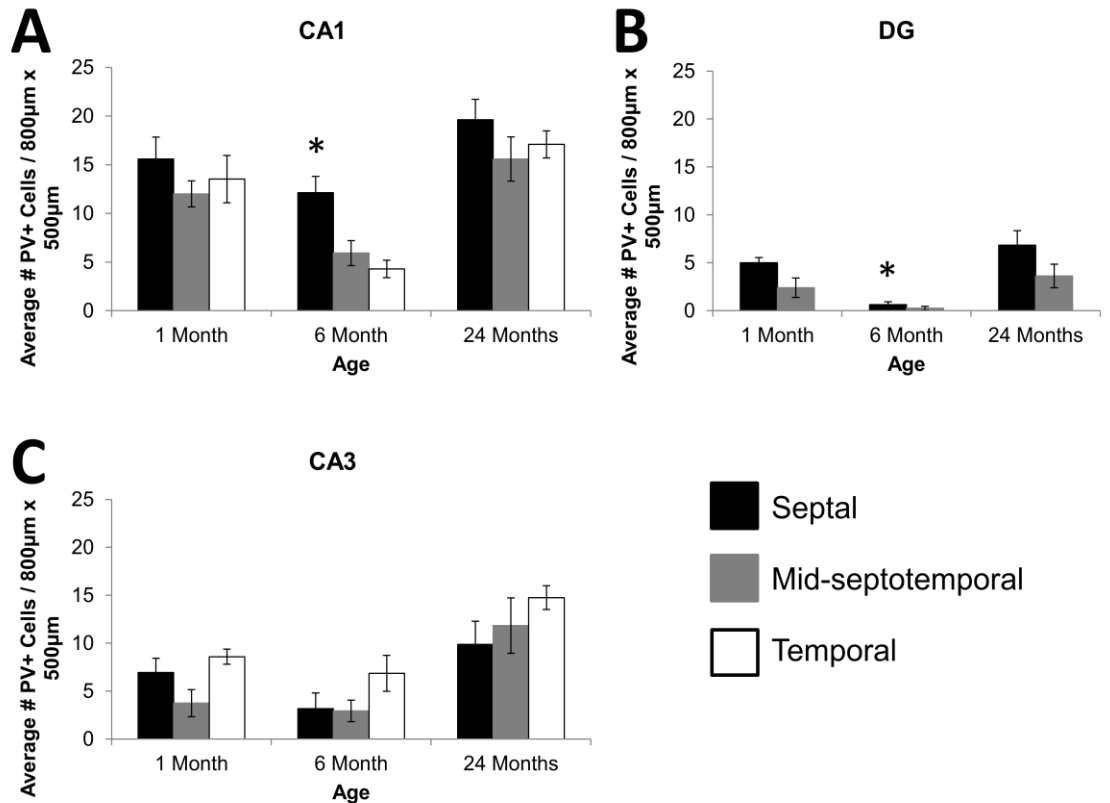 A
CA1
Average # PV+ Cells / 800µm x
500µm
25
20
15
10
5
0
*
1 Month
6 Month
24 Months
Age
B
DG
Average # PV+ Cells / 800µm x
500µm
25
20
15
10
5
0
*
1 Month
6 Month
24 Months
Age
C
CA3
Average # PV+ Cells / 800µm x
500µm
25
20
15
10
5
0
1 Month
6 Month
24 Months
Age
Septal
Mid-septotemporal
Temporal